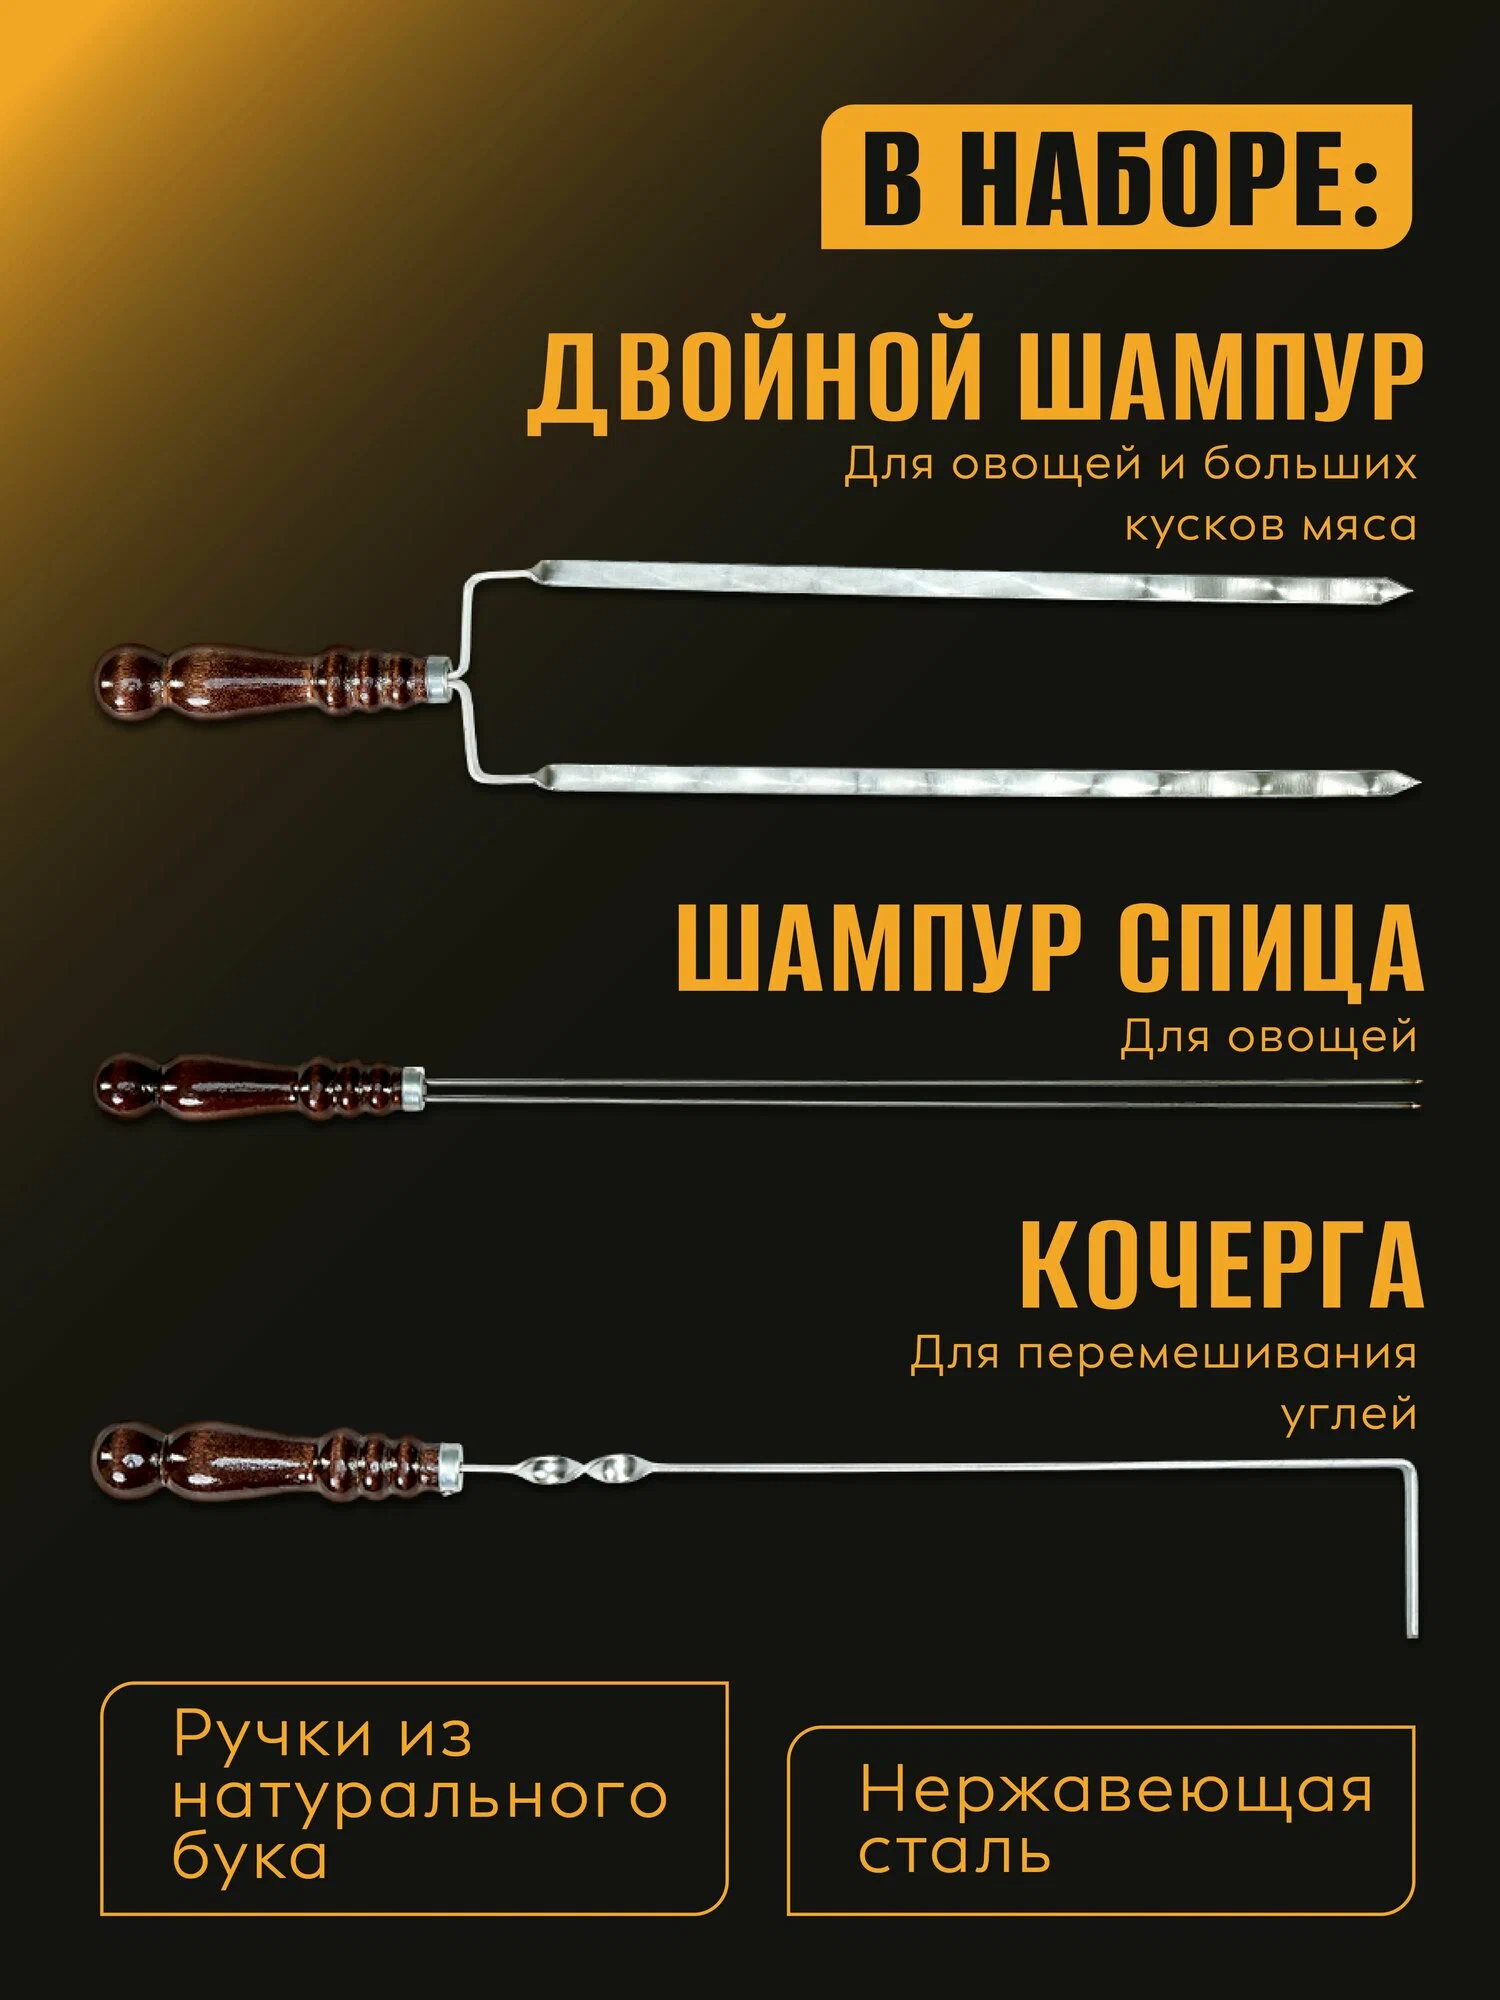 В НАБОРЕ:
ДВОЙНОЙ ШАМПУР
Для овощей и больших
кусков мяса
ШАМПУР СПИЦА
Для овощей
КОЧЕРГА
Для перемешивания
углей
Ручки из
натурального
бука
Нержавеющая
сталь